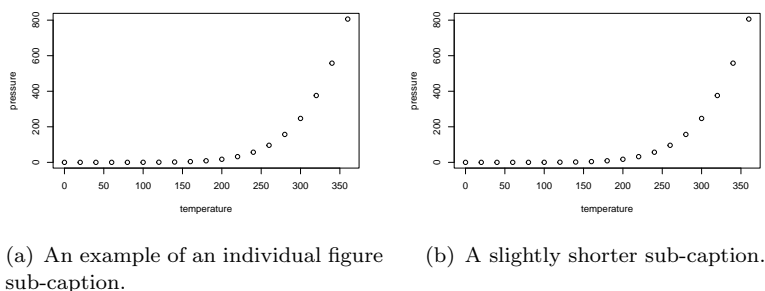 800
600
400
200
0
pressure
0 50 100 150 200 250 300 350
temperature
(a) An example of an individual figure
sub-caption.
800
600
400
200
0
pressure
0 50 100 150 200 250 300 350
temperature
(b) A slightly shorter sub-caption.